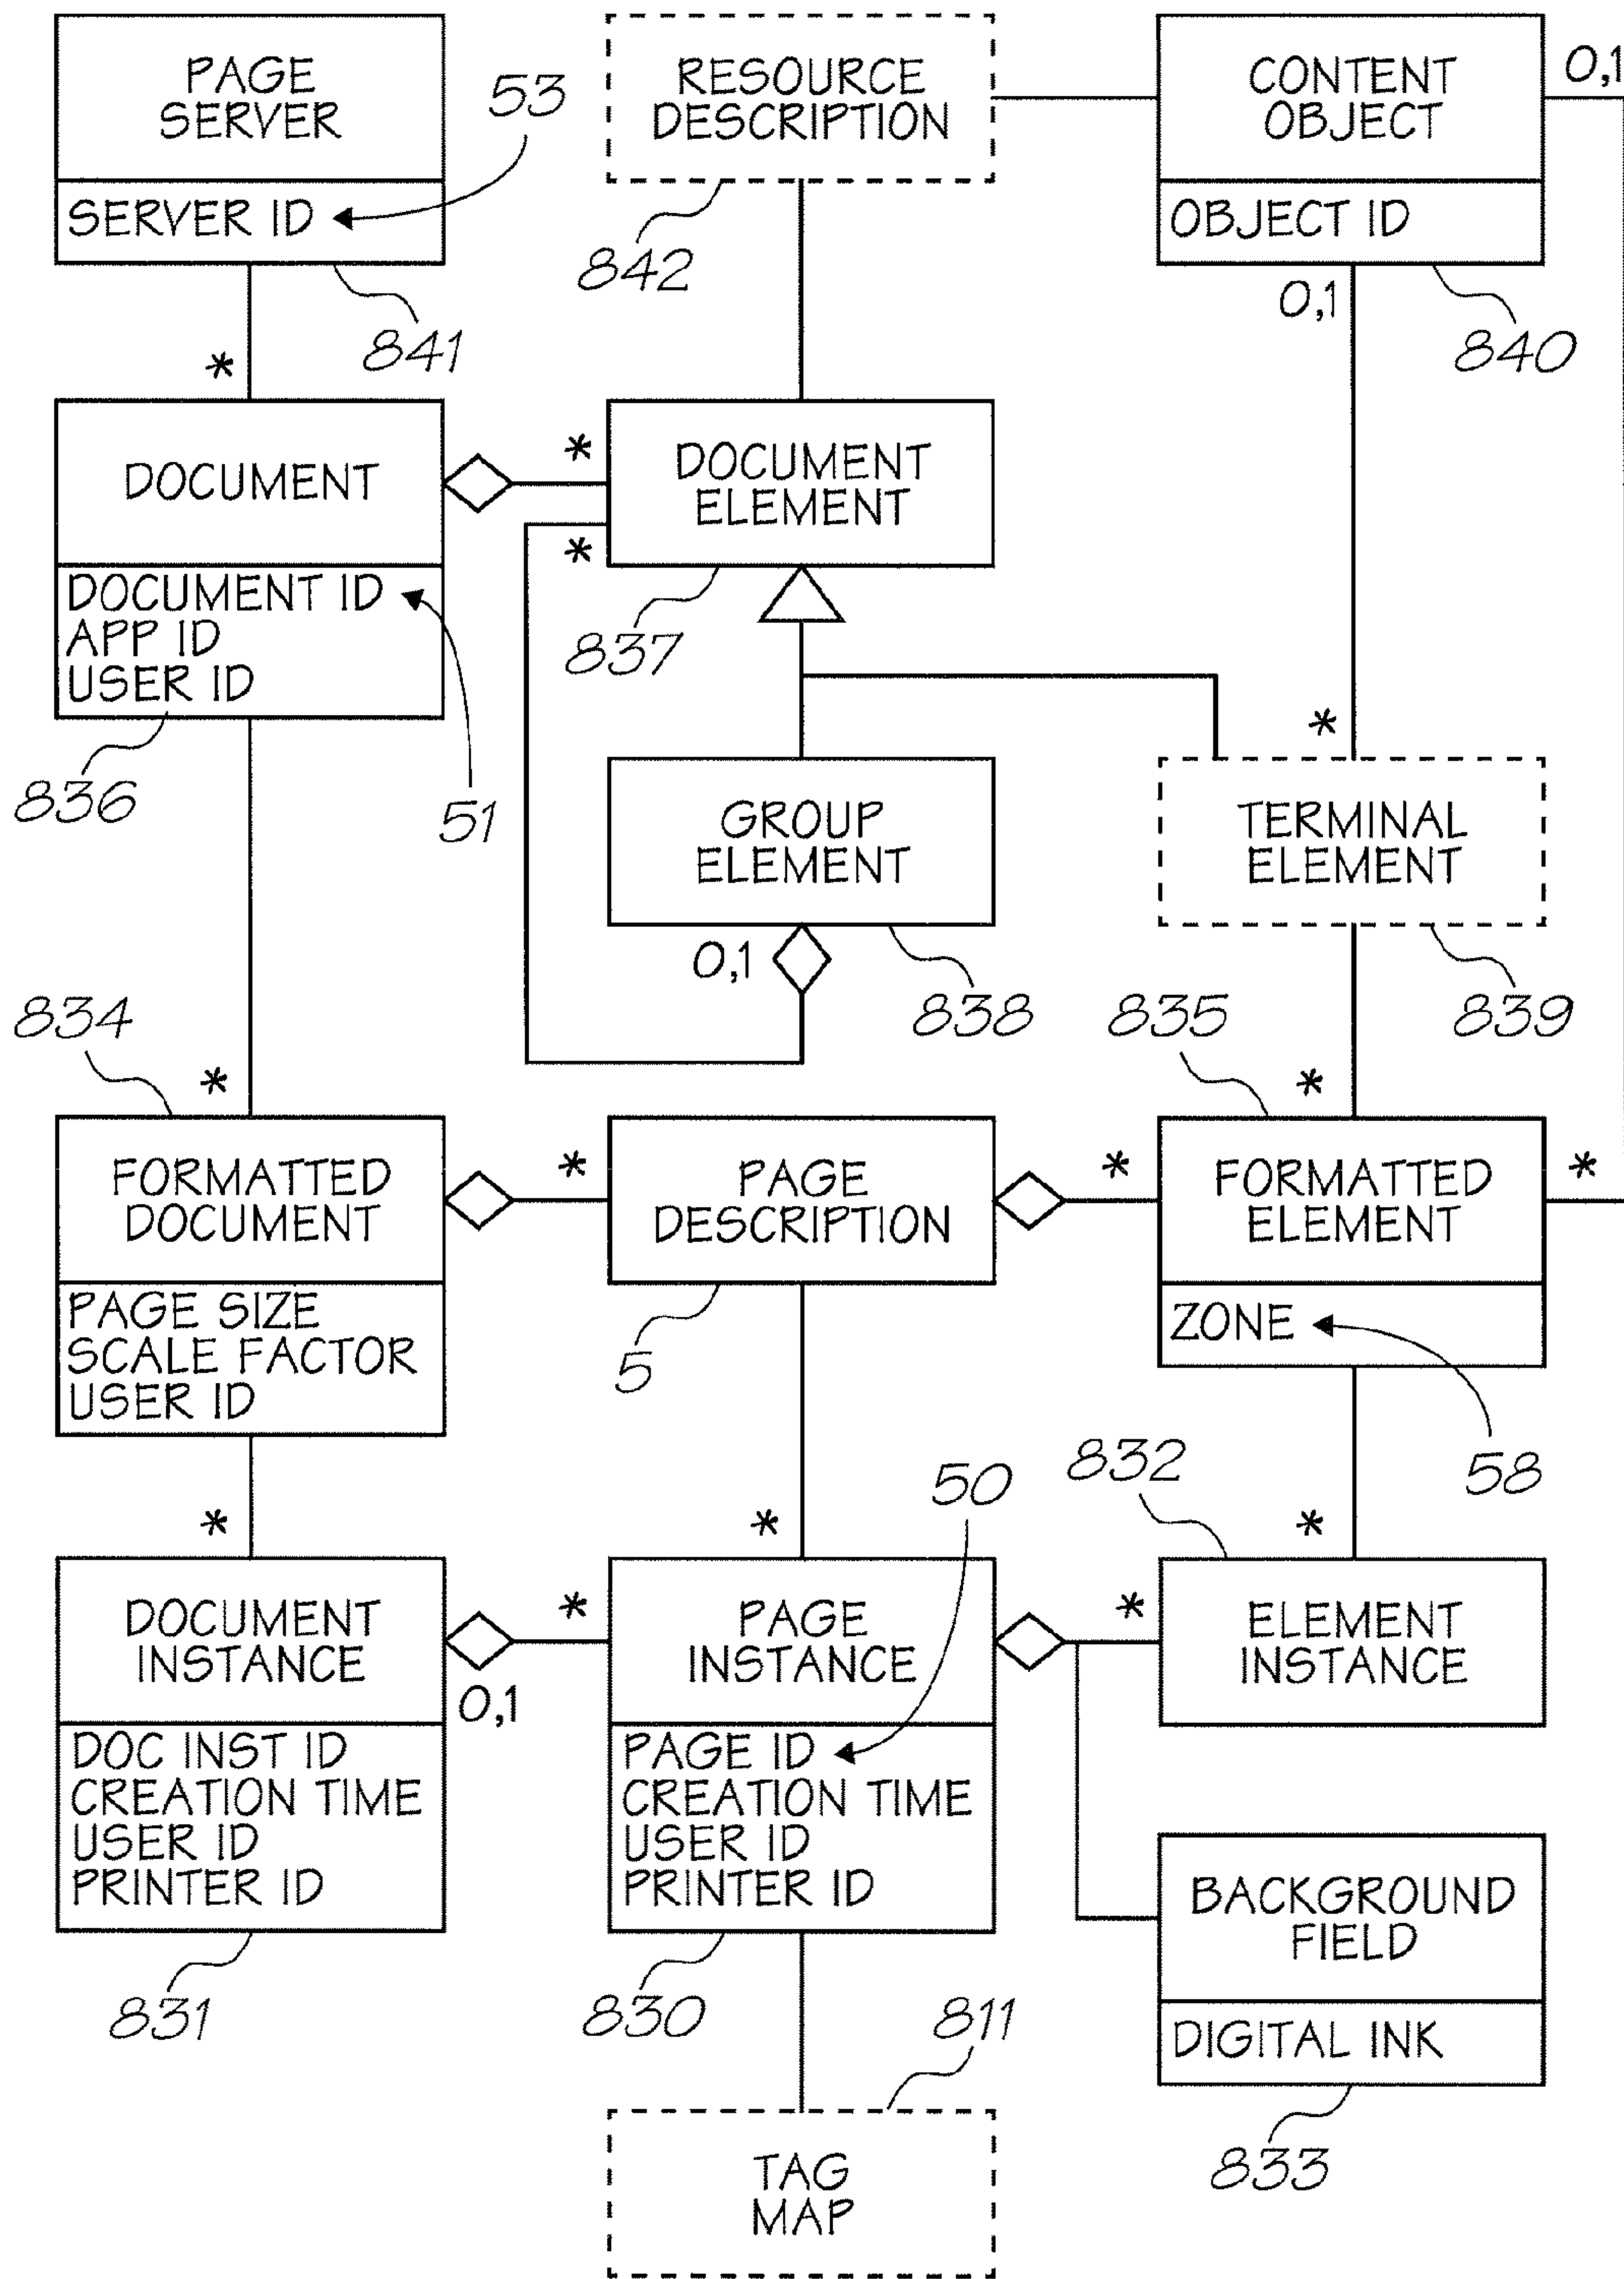 PAGE
SERVER
SERVER ID
53
841
RESOURCE
DESCRIPTION
842
CONTENT
OBJECT
OBJECT ID
0,1
0,1
840
*
DOCUMENT
DOCUMENT ID
APP ID
USER ID
836
51
*
*
DOCUMENT
ELEMENT
837
GROUP
ELEMENT
0,1
838
*
TERMINAL
ELEMENT
839
834
*
FORMATTED
DOCUMENT
PAGE SIZE
SCALE FACTOR
USER ID
*
PAGE
DESCRIPTION
5
835
*
*
*
FORMATTED
ELEMENT
ZONE
58
*
DOCUMENT
INSTANCE
0,1
DOC INST ID
CREATION TIME
USER ID
PRINTER ID
831
*
*
50
PAGE
INSTANCE
PAGE ID
CREATION TIME
USER ID
PRINTER ID
830
832
*
*
ELEMENT
INSTANCE
BACKGROUND
FIELD
DIGITAL INK
833
811
TAG
MAP